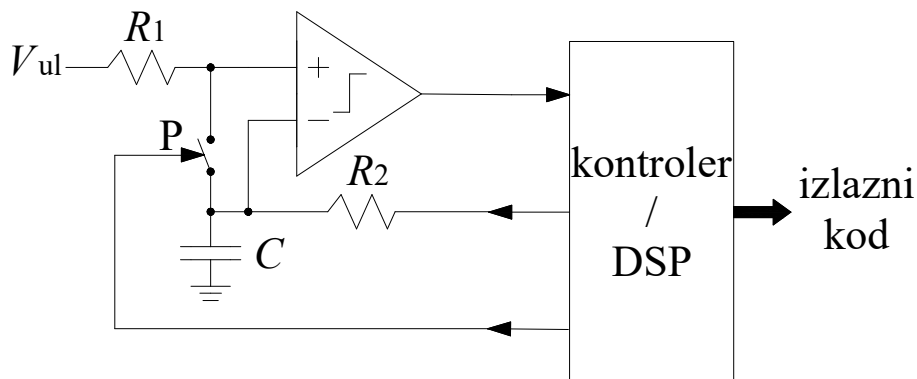 R1
Vul
+
−
P
R2
C
kontroler
/
DSP
izlazni
kod